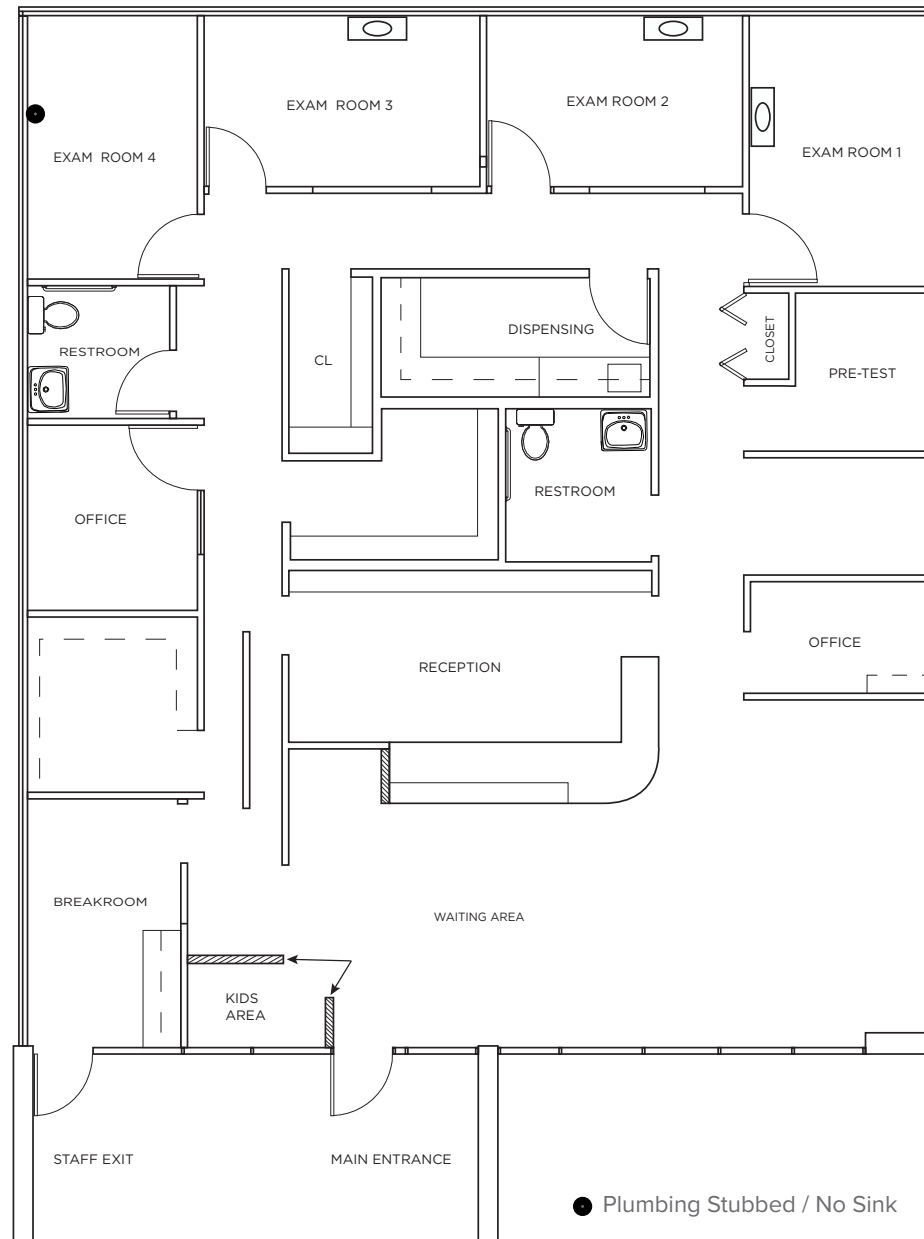 EXAM ROOM 3
EXAM ROOM 2
EXAM ROOM 4
EXAM ROOM 1
DISPENSING
CLOSET
RESTROOM
CL
PRE-TEST
RESTROOM
OFFICE
OFFICE
RECEPTION
BREAKROOM
WAITING AREA
KIDS
AREA
STAFF EXIT
MAIN ENTRANCE
Plumbing Stubbed / No Sink